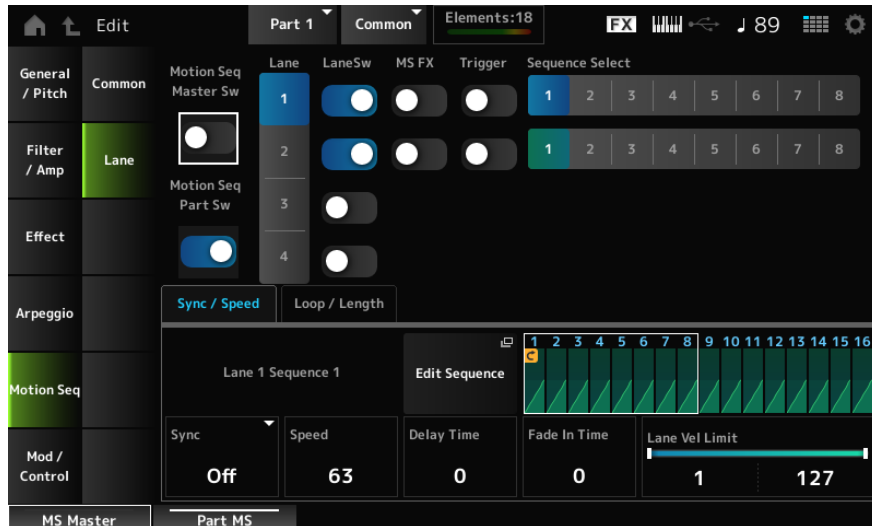 Edit
Part 1
Common
Elements:18
FX
♩ 89
General
/ Pitch
Filter
/ Amp
Effect
Arpeggio
Motion Seq
Mod /
Control
Common
Lane
Motion Seq
Master Sw
Motion Seq
Part Sw
Lane LaneSw MS FX Trigger Sequence Select
1 1 2 3 4 5 6 7 8
2 1 2 3 4 5 6 7 8
3
4
Sync / Speed Loop / Length
Lane 1 Sequence 1
Edit Sequence
1 2 3 4 5 6 7 8 9 10 11 12 13 14 15 16
C
Sync Speed Delay Time Fade In Time Lane Vel Limit
Off 63 0 0 1 127
MS Master Part MS